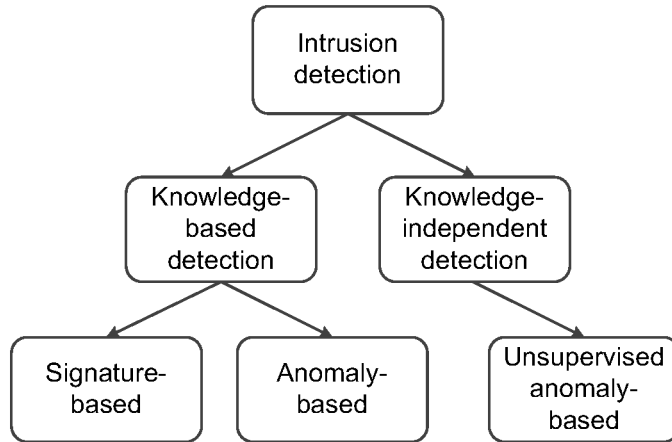 Intrusion
detection
Knowledge-
based
detection
Knowledge-
independent
detection
Signature-
based
Anomaly-
based
Unsupervised
anomaly-
based